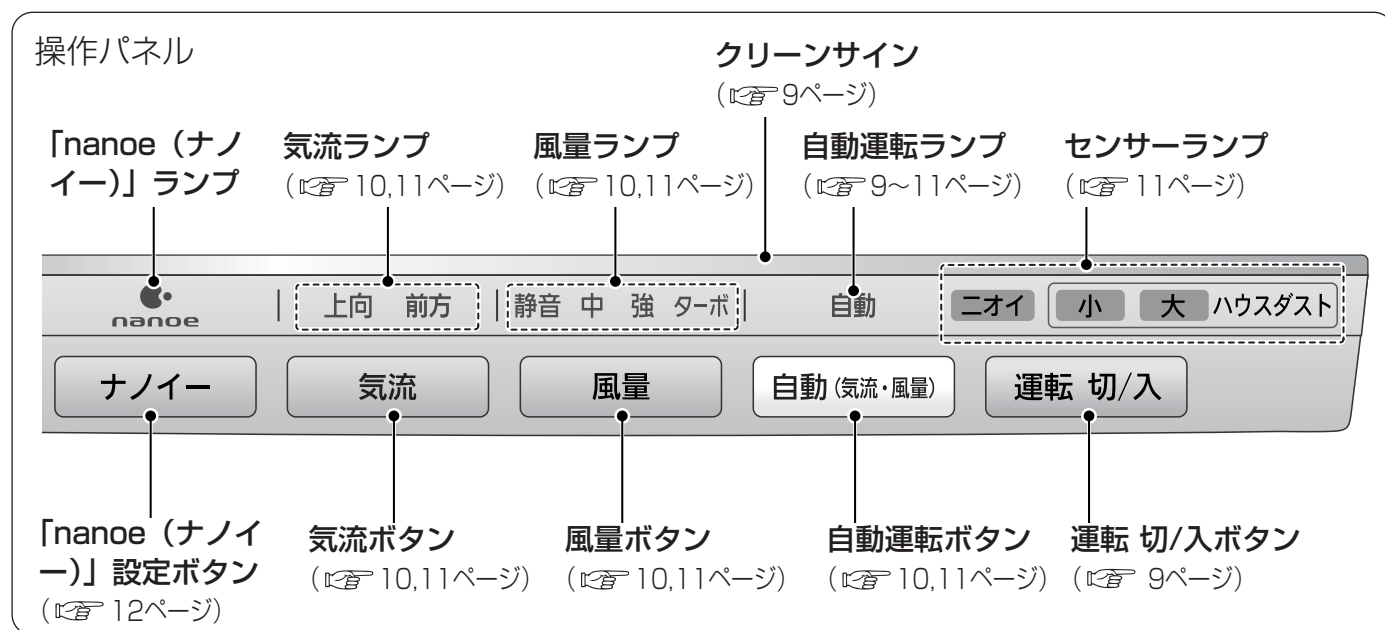 操作パネル
クリーンサイン
（☞9ページ）
「nanoe（ナノ
イー）」ランプ
気流ランプ
（☞10,11ページ）
風量ランプ
（☞10,11ページ）
自動運転ランプ
（☞9～11ページ）
センサーランプ
（☞11ページ）
nanoe
上向 前方
静音 中 強 ターボ
自動
ニオイ 小 大 ハウスダスト
ナノイー
気流
風量
自動（気流・風量）
運転 切/入
「nanoe（ナノイ
ー）」設定ボタン
（☞12ページ）
気流ボタン
（☞10,11ページ）
風量ボタン
（☞10,11ページ）
自動運転ボタン
（☞10,11ページ）
運転 切/入ボタン
（☞ 9ページ）